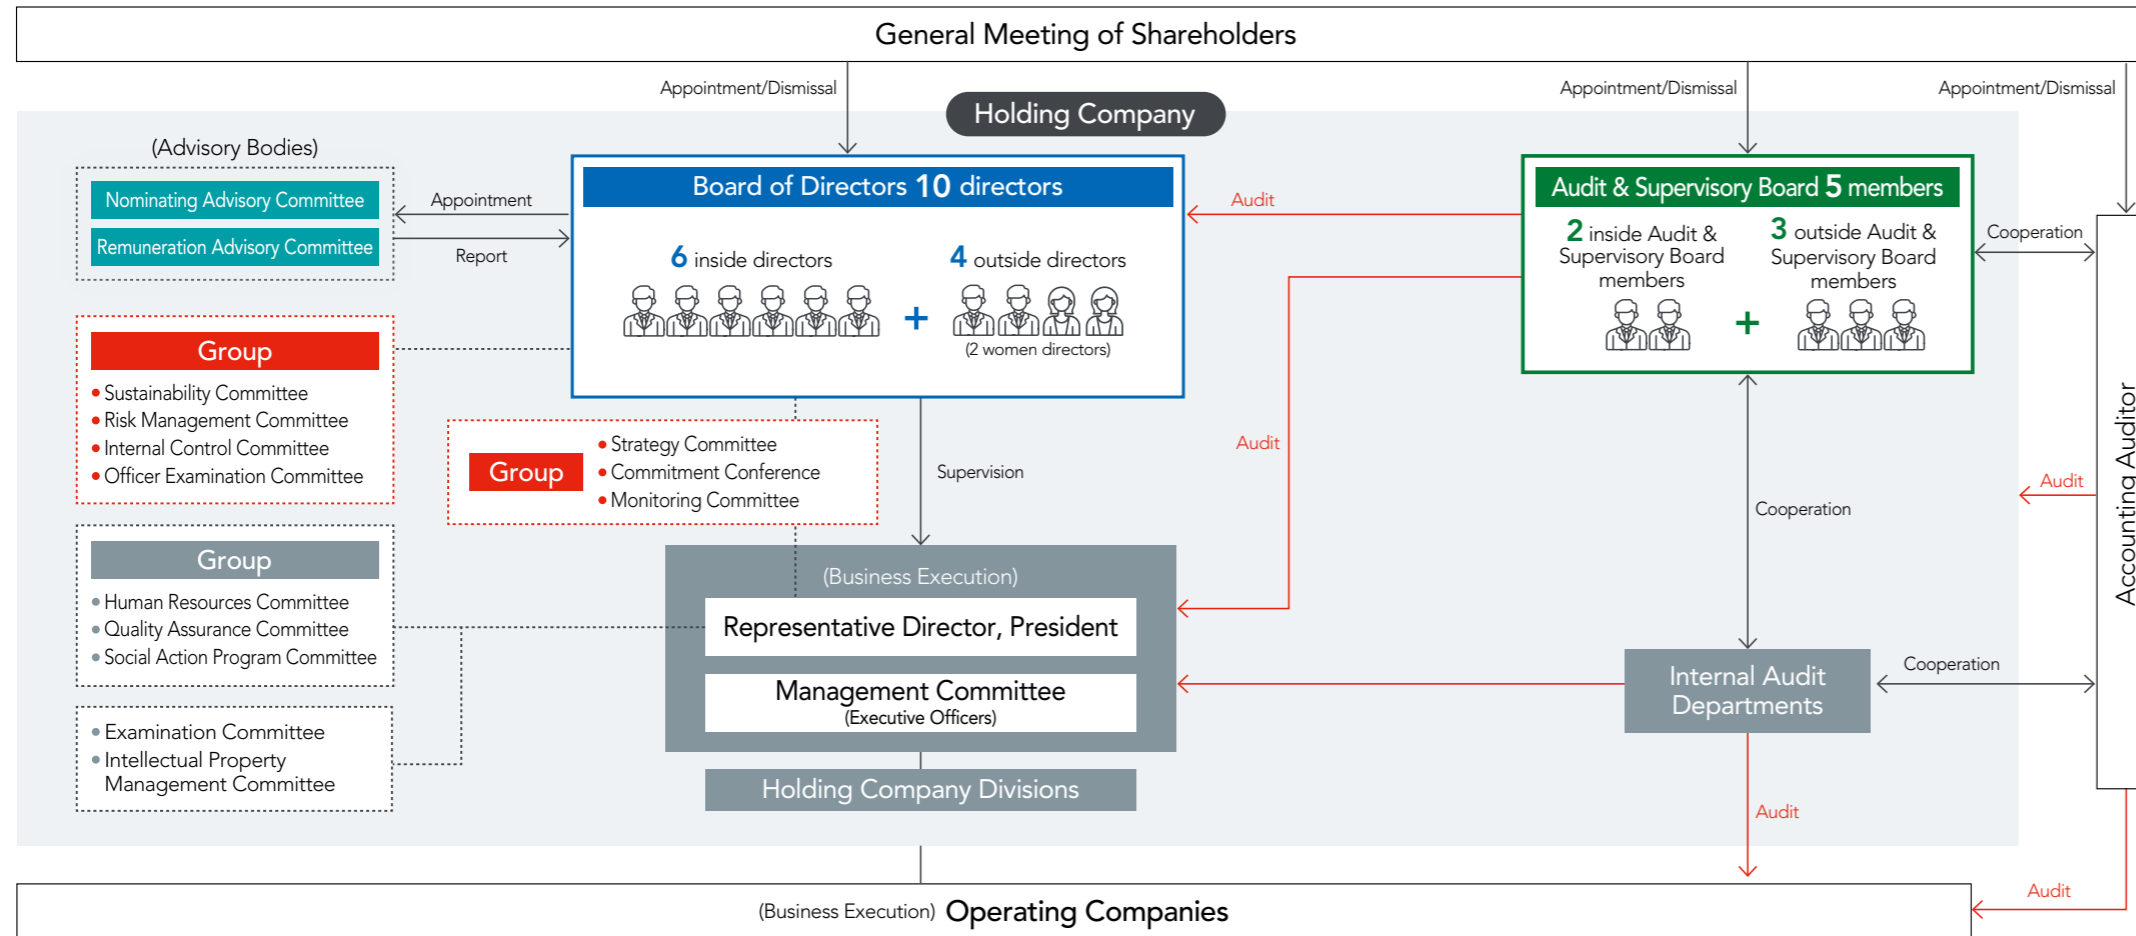 General Meeting of Shareholders
Appointment/Dismissal
Appointment/Dismissal
Appointment/Dismissal
Holding Company
(Advisory Bodies)
Nominating Advisory Committee
Remuneration Advisory Committee
Appointment
Report
Board of Directors 10 directors
6 inside directors
+
4 outside directors
(2 women directors)
Audit
Audit & Supervisory Board 5 members
2 inside Audit &
Supervisory Board
members
+
3 outside Audit &
Supervisory Board
members
Cooperation
Group
• Sustainability Committee
• Risk Management Committee
• Internal Control Committee
• Officer Examination Committee
Group
• Strategy Committee
• Commitment Conference
• Monitoring Committee
Supervision
Audit
Cooperation
Audit
Accounting Auditor
Group
• Human Resources Committee
• Quality Assurance Committee
• Social Action Program Committee
• Examination Committee
• Intellectual Property
Management Committee
(Business Execution)
Representative Director, President
Management Committee
(Executive Officers)
Holding Company Divisions
Internal Audit
Departments
Cooperation
Audit
Audit
(Business Execution) Operating Companies